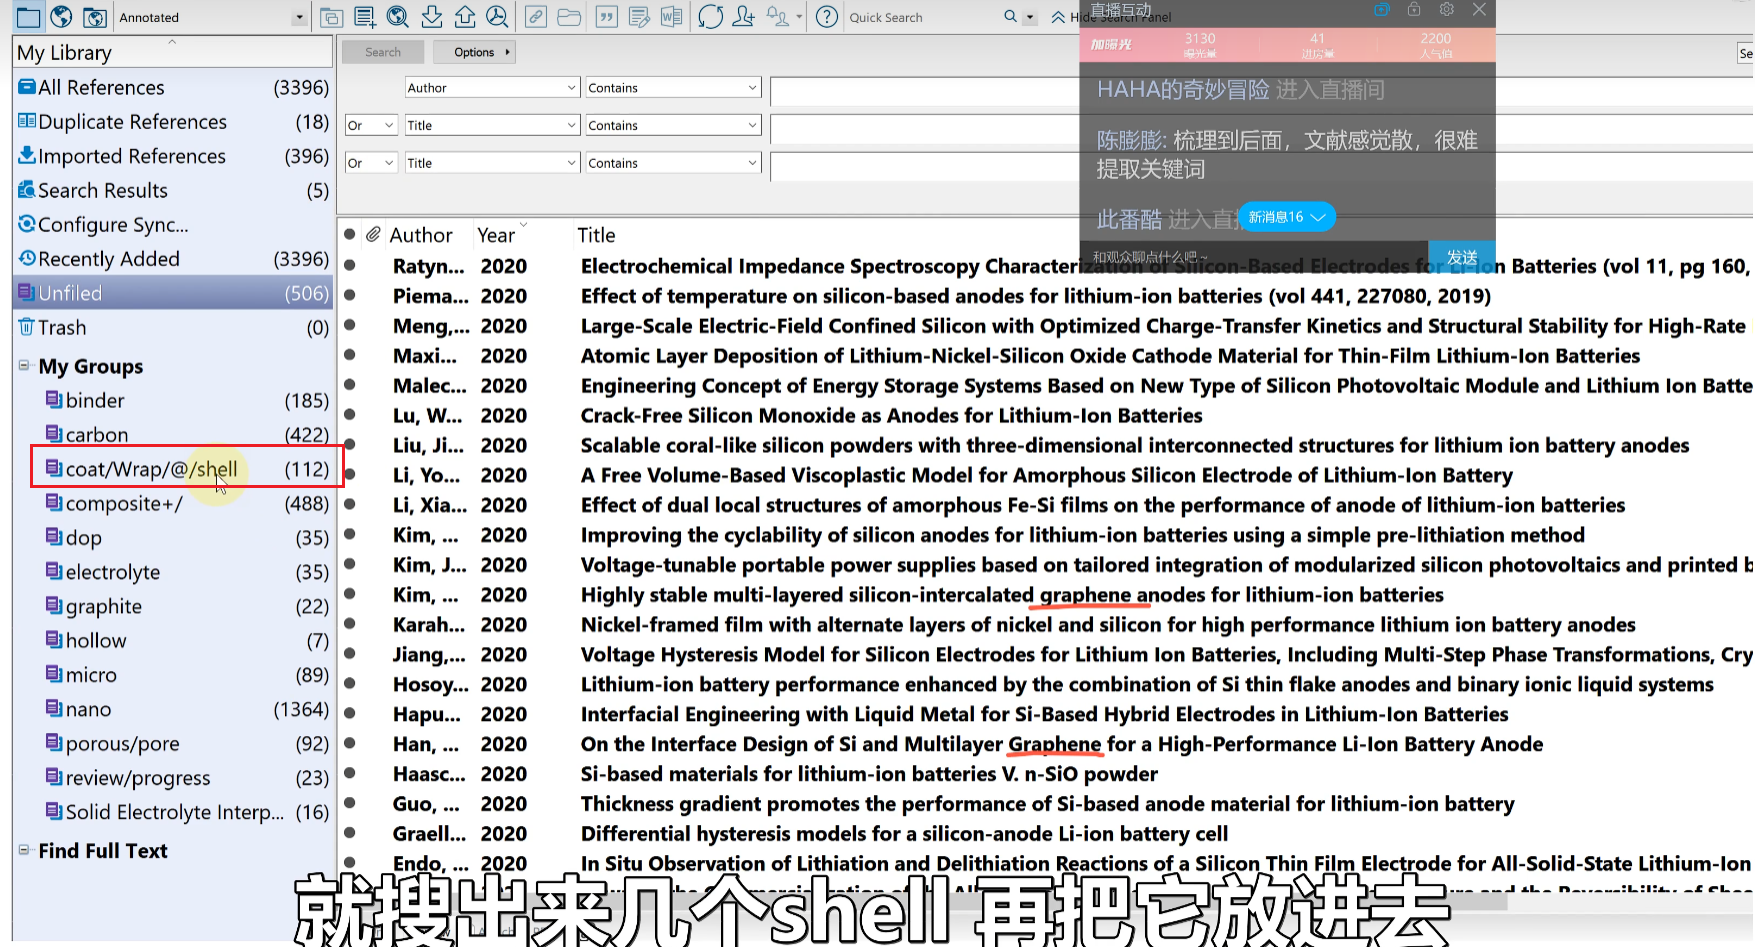 Annotated
Quick Search
Hide Search Panel
My Library
All References (3396)
Duplicate References (18)
Imported References (396)
Search Results (5)
Configure Sync...
Recently Added (3396)
Unfiled (506)
Trash (0)
My Groups
binder (185)
carbon (422)
coat/Wrap/@/shell (112)
composite+/ (488)
dop (35)
electrolyte (35)
graphite (22)
hollow (7)
micro (89)
nano (1364)
porous/pore (92)
review/progress (23)
Solid Electrolyte Interp... (16)
Find Full Text
Search Options
Se
Author Contains
Or Title Contains
Or Title Contains
直播互动
加曝光 3130 曝光量 41 进房量 2200 人气值
HAHA的奇妙冒险 进入直播间
陈膨膨: 梳理到后面，文献感觉散，很难
提取关键词
此番酷 进入直
新消息16
和观众聊点什么吧~ 发送
Author Year Title
Ratyn... 2020 Electrochemical Impedance Spectroscopy Characterization of Silicon-Based Electrodes for Li-Ion Batteries (vol 11, pg 160,
Piema... 2020 Effect of temperature on silicon-based anodes for lithium-ion batteries (vol 441, 227080, 2019)
Meng,... 2020 Large-Scale Electric-Field Confined Silicon with Optimized Charge-Transfer Kinetics and Structural Stability for High-Rate
Maxi... 2020 Atomic Layer Deposition of Lithium-Nickel-Silicon Oxide Cathode Material for Thin-Film Lithium-Ion Batteries
Malec... 2020 Engineering Concept of Energy Storage Systems Based on New Type of Silicon Photovoltaic Module and Lithium Ion Batte
Lu, W... 2020 Crack-Free Silicon Monoxide as Anodes for Lithium-Ion Batteries
Liu, Ji... 2020 Scalable coral-like silicon powders with three-dimensional interconnected structures for lithium ion battery anodes
Li, Yo... 2020 A Free Volume-Based Viscoplastic Model for Amorphous Silicon Electrode of Lithium-Ion Battery
Li, Xia... 2020 Effect of dual local structures of amorphous Fe-Si films on the performance of anode of lithium-ion batteries
Kim, ... 2020 Improving the cyclability of silicon anodes for lithium-ion batteries using a simple pre-lithiation method
Kim, J... 2020 Voltage-tunable portable power supplies based on tailored integration of modularized silicon photovoltaics and printed b
Kim, ... 2020 Highly stable multi-layered silicon-intercalated graphene anodes for lithium-ion batteries
Karah... 2020 Nickel-framed film with alternate layers of nickel and silicon for high performance lithium ion battery anodes
Jiang,... 2020 Voltage Hysteresis Model for Silicon Electrodes for Lithium Ion Batteries, Including Multi-Step Phase Transformations, Cry
Hosoy... 2020 Lithium-ion battery performance enhanced by the combination of Si thin flake anodes and binary ionic liquid systems
Hapu... 2020 Interfacial Engineering with Liquid Metal for Si-Based Hybrid Electrodes in Lithium-Ion Batteries
Han, ... 2020 On the Interface Design of Si and Multilayer Graphene for a High-Performance Li-Ion Battery Anode
Haasc... 2020 Si-based materials for lithium-ion batteries V. n-SiO powder
Guo, ... 2020 Thickness gradient promotes the performance of Si-based anode material for lithium-ion battery
Graell... 2020 Differential hysteresis models for a silicon-anode Li-ion battery cell
Endo, ... 2020 In Situ Observation of Lithiation and Delithiation Reactions of a Silicon Thin Film Electrode for All-Solid-State Lithium-Ion
就搜出来几个shell 再把它放进去